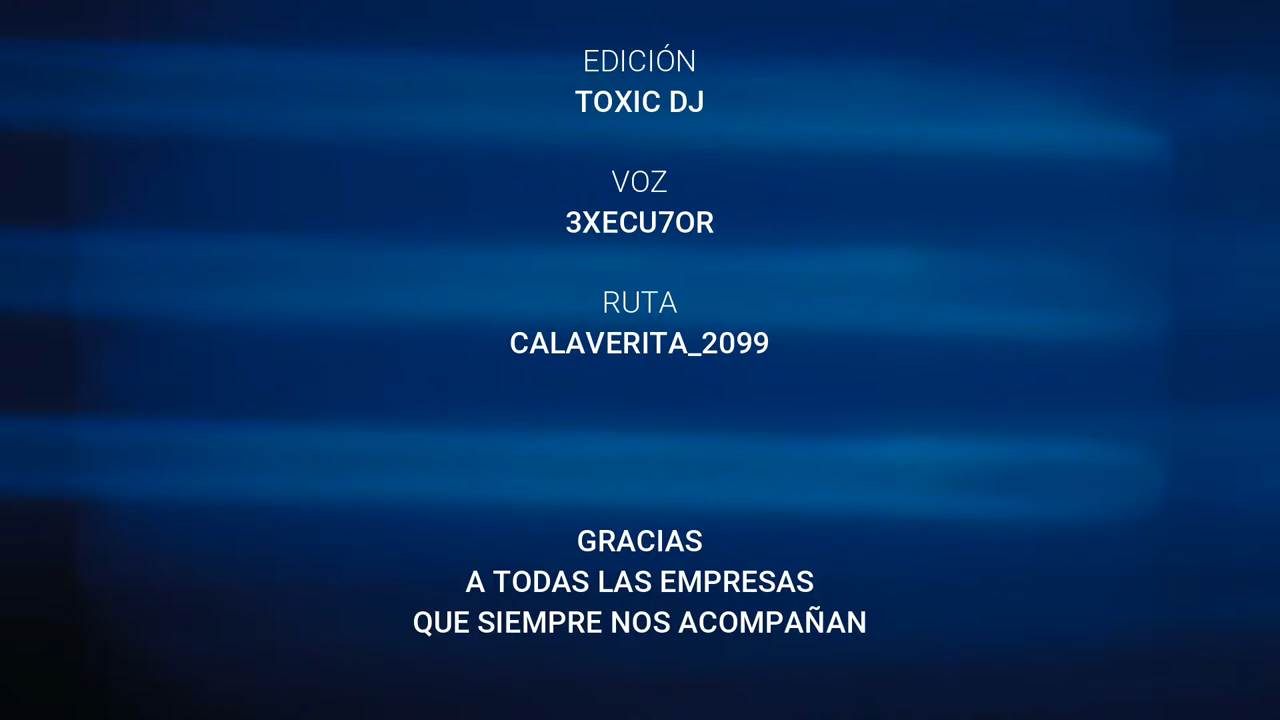 EDICIÓN
TOXIC DJ
VOZ
3XECU7OR
RUTA
CALAVERITA_2099
GRACIAS
A TODAS LAS EMPRESAS
QUE SIEMPRE NOS ACOMPAÑAN